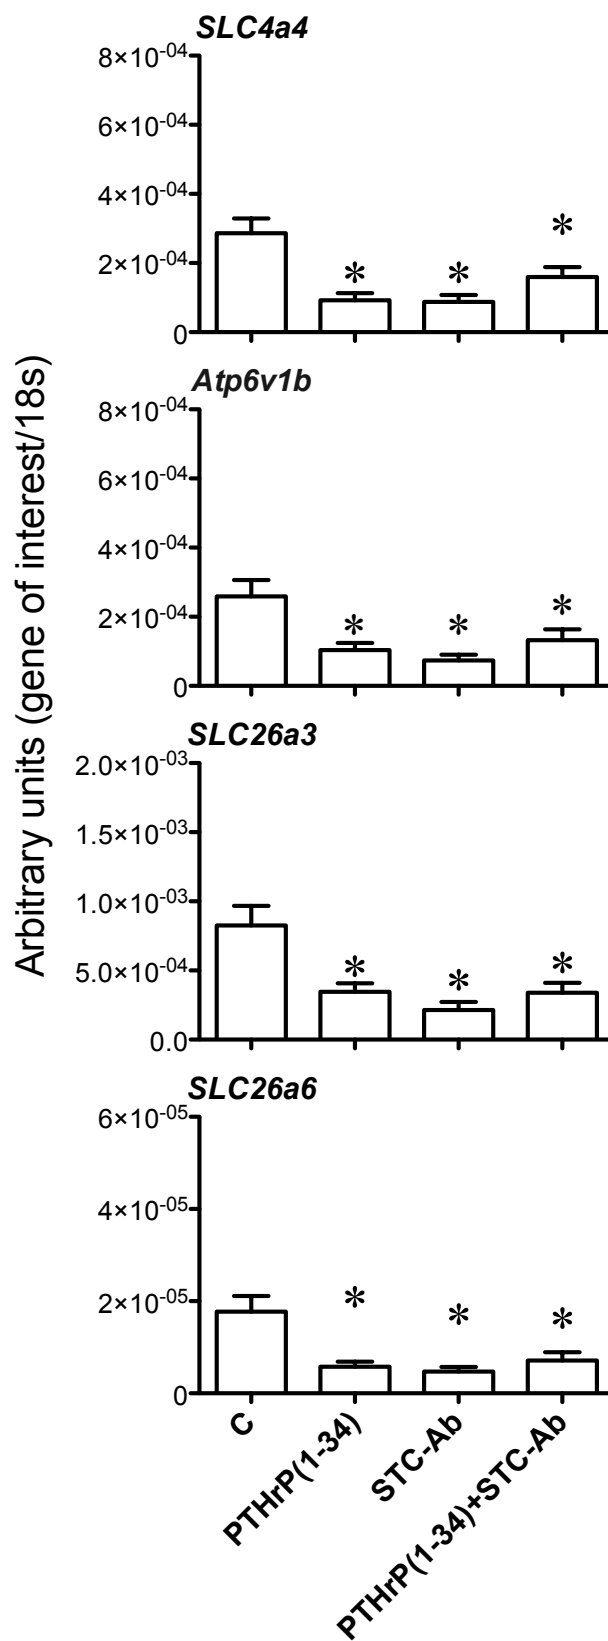 SLC4a4
8×10-04
6×10-04
4×10-04
2×10-04
0
* * *
Atp6v1b
8×10-04
6×10-04
4×10-04
2×10-04
0
* * *
SLC26a3
2.0×10-03
1.5×10-03
1.0×10-03
5.0×10-04
0.0
* * *
SLC26a6
6×10-05
4×10-05
2×10-05
0
* * *
Arbitrary units (gene of interest/18s)
C
PTHrP(1-34)
STC-Ab
PTHrP(1-34)+STC-Ab